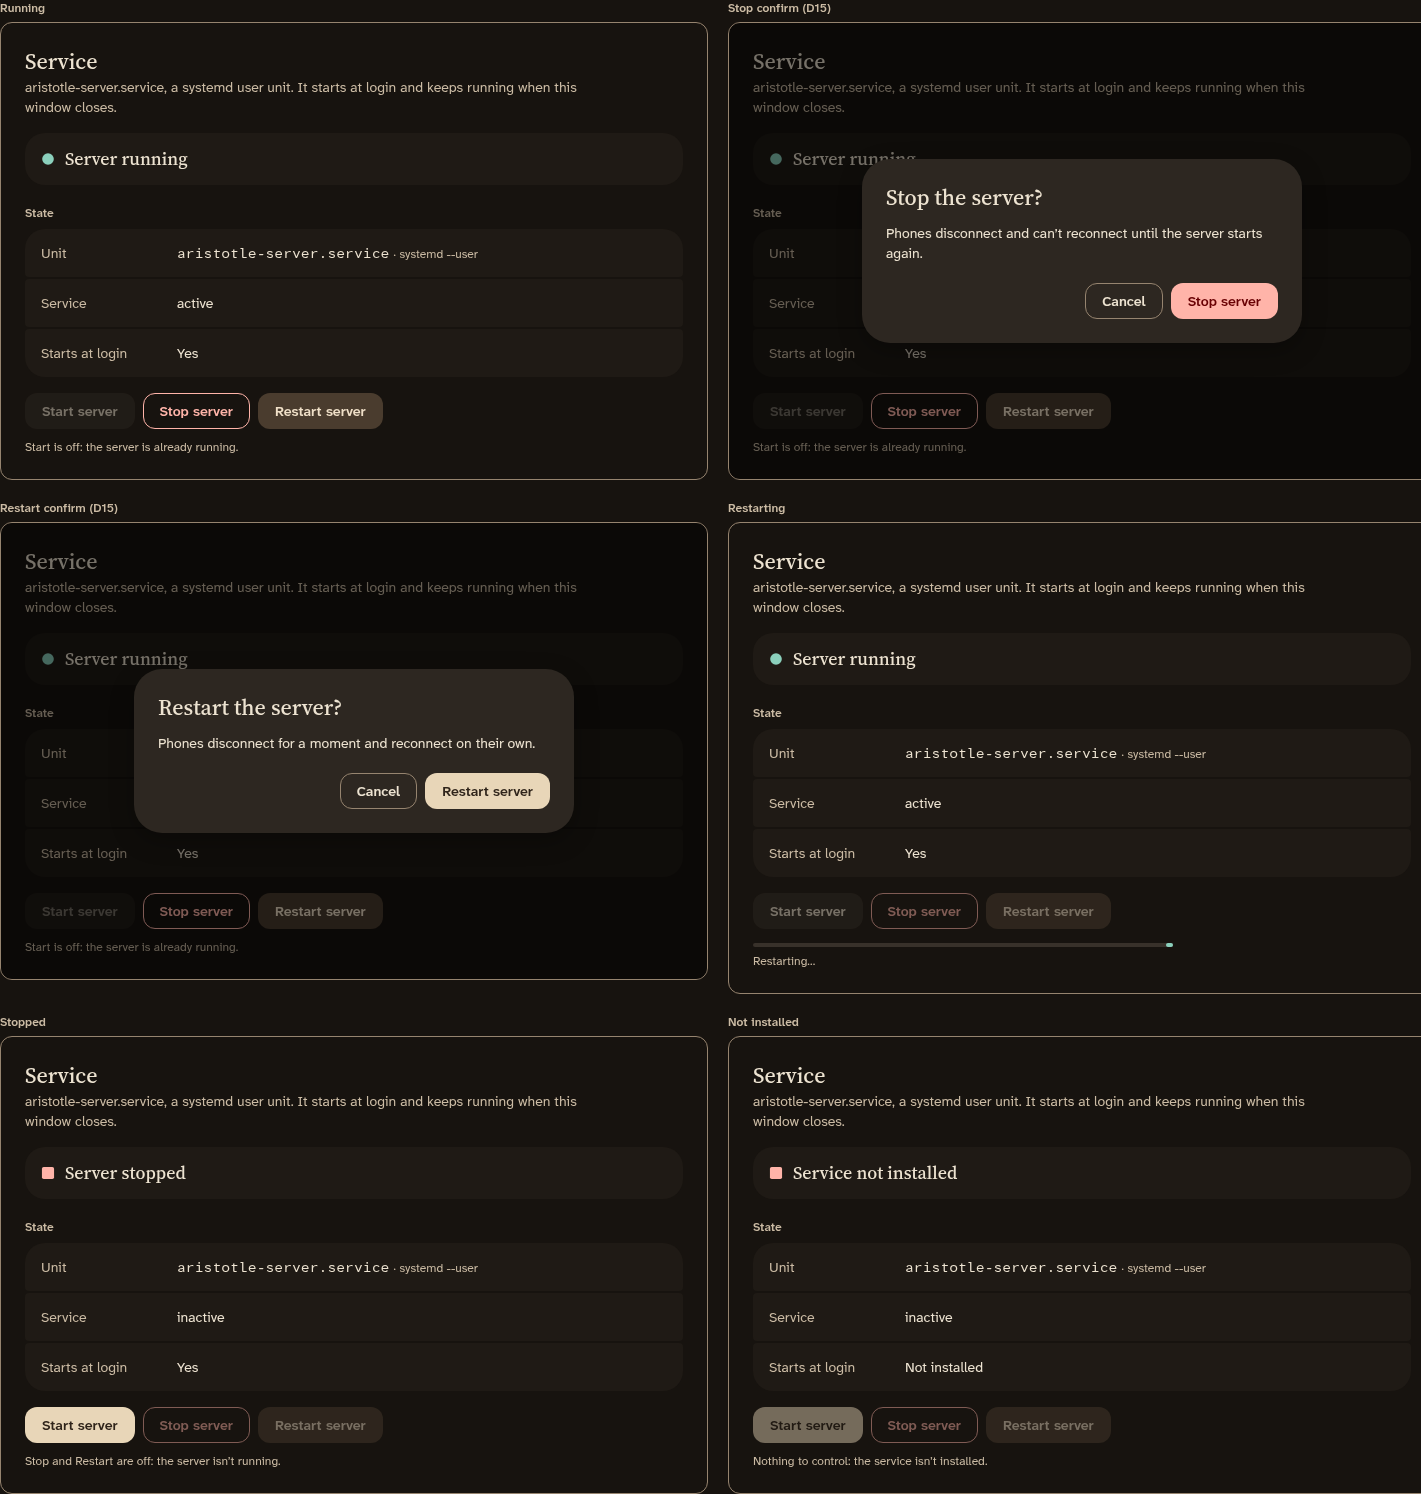 Running
Service
aristotle-server.service, a systemd user unit. It starts at login and keeps running when this
window closes.
Server running
State
Unit aristotle-server.service · systemd --user
Service active
Starts at login Yes
Start server Stop server Restart server
Start is off: the server is already running.
Stop confirm (D15)
Service
aristotle-server.service, a systemd user unit. It starts at login and keeps running when this
window closes.
Server running
State
Unit
Service
Starts at login Yes
Stop the server?
Phones disconnect and can't reconnect until the server starts
again.
Cancel Stop server
Start server Stop server Restart server
Start is off: the server is already running.
Restart confirm (D15)
Service
aristotle-server.service, a systemd user unit. It starts at login and keeps running when this
window closes.
Server running
State
Unit
Service
Starts at login Yes
Restart the server?
Phones disconnect for a moment and reconnect on their own.
Cancel Restart server
Start server Stop server Restart server
Start is off: the server is already running.
Restarting
Service
aristotle-server.service, a systemd user unit. It starts at login and keeps running when this
window closes.
Server running
State
Unit aristotle-server.service · systemd --user
Service active
Starts at login Yes
Start server Stop server Restart server
Restarting…
Stopped
Service
aristotle-server.service, a systemd user unit. It starts at login and keeps running when this
window closes.
Server stopped
State
Unit aristotle-server.service · systemd --user
Service inactive
Starts at login Yes
Start server Stop server Restart server
Stop and Restart are off: the server isn't running.
Not installed
Service
aristotle-server.service, a systemd user unit. It starts at login and keeps running when this
window closes.
Service not installed
State
Unit aristotle-server.service · systemd --user
Service inactive
Starts at login Not installed
Start server Stop server Restart server
Nothing to control: the service isn't installed.